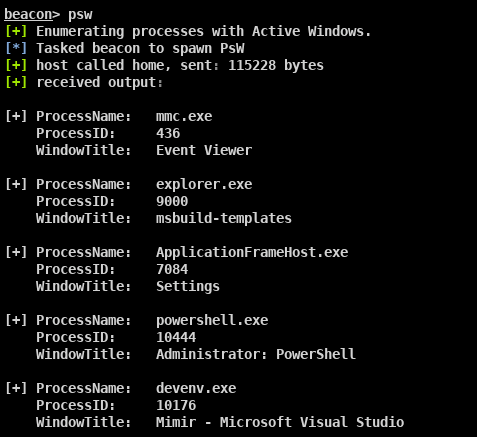 beacon> psw
[+] Enumerating processes with Active Windows.
[*] Tasked beacon to spawn PsW
[+] host called home, sent: 115228 bytes
[+] received output:
[+] ProcessName: mmc.exe
ProcessID: 436
WindowTitle: Event Viewer
[+] ProcessName: explorer.exe
ProcessID: 9000
WindowTitle: msbuild-templates
[+] ProcessName: ApplicationFrameHost.exe
ProcessID: 7084
WindowTitle: Settings
[+] ProcessName: powershell.exe
ProcessID: 10444
WindowTitle: Administrator: PowerShell
[+] ProcessName: devenv.exe
ProcessID: 10176
WindowTitle: Mimir - Microsoft Visual Studio